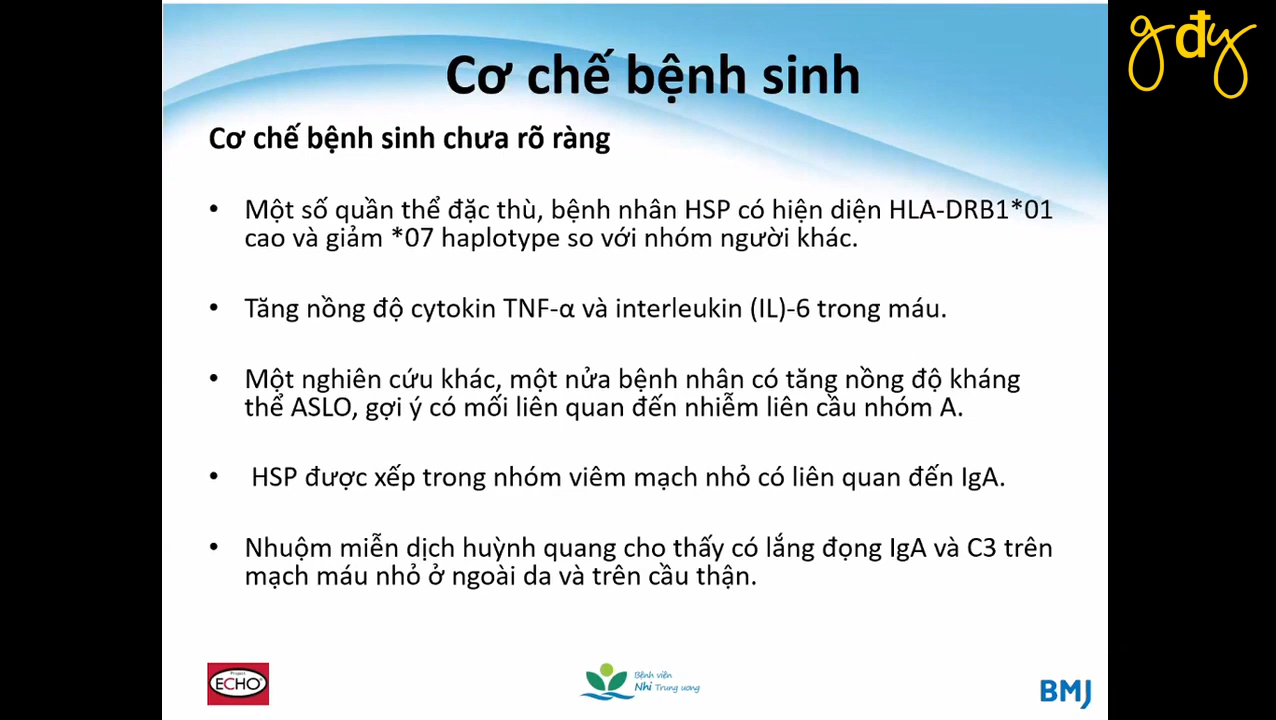 gđy
Cơ chế bệnh sinh
Cơ chế bệnh sinh chưa rõ ràng
• Một số quần thể đặc thù, bệnh nhân HSP có hiện diện HLA-DRB1*01
cao và giảm *07 haplotype so với nhóm người khác.
• Tăng nồng độ cytokin TNF-α và interleukin (IL)-6 trong máu.
• Một nghiên cứu khác, một nửa bệnh nhân có tăng nồng độ kháng
thể ASLO, gợi ý có mối liên quan đến nhiễm liên cầu nhóm A.
• HSP được xếp trong nhóm viêm mạch nhỏ có liên quan đến IgA.
• Nhuộm miễn dịch huỳnh quang cho thấy có lắng đọng IgA và C3 trên
mạch máu nhỏ ở ngoài da và trên cầu thận.
Project
ECHO
Bệnh viện
Nhi Trung ương
BMJ